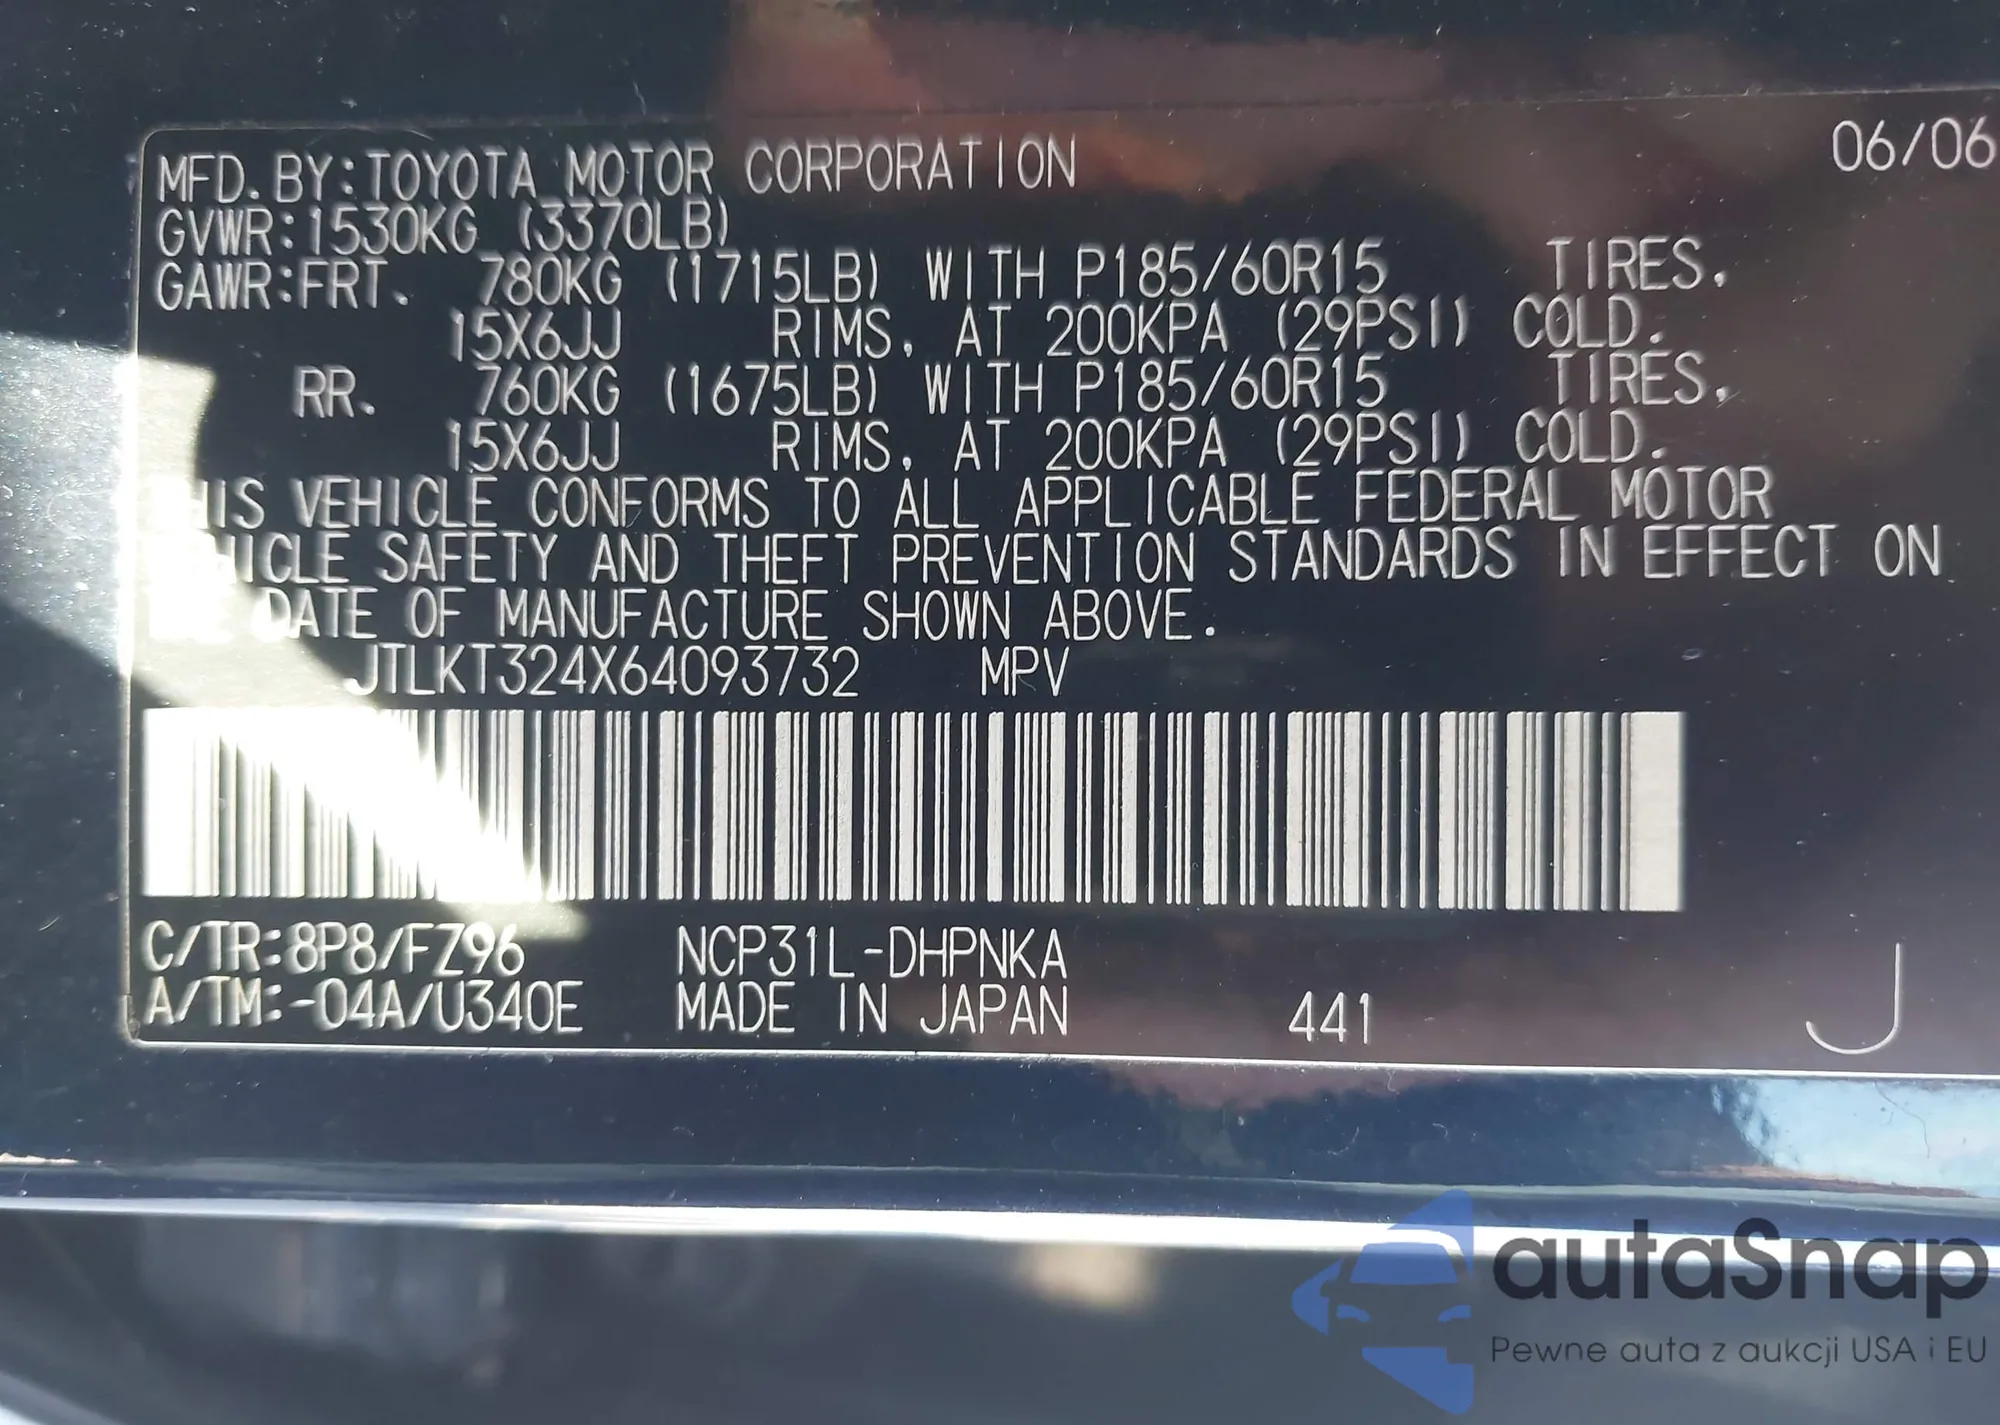 06/06
MFD. BY: TOYOTA MOTOR CORPORATION
GVWR: 1530KG (3370LB)
GAWR: FRT. 780KG (1715LB) WITH P185/60R15 TIRES,
15X6JJ RIMS, AT 200KPA (29PSI) COLD.
RR. 760KG (1675LB) WITH P185/60R15 TIRES,
15X6JJ RIMS, AT 200KPA (29PSI) COLD.
THIS VEHICLE CONFORMS TO ALL APPLICABLE FEDERAL MOTOR
VEHICLE SAFETY AND THEFT PREVENTION STANDARDS IN EFFECT ON
THE DATE OF MANUFACTURE SHOWN ABOVE.
JTLKT324X64093732 MPV
C/TR: 8P8/FZ96 NCP31L-DHPNKA
A/TM: -04A/U340E MADE IN JAPAN 441 J
autaSnap
Pewne auta z aukcji USA i EU